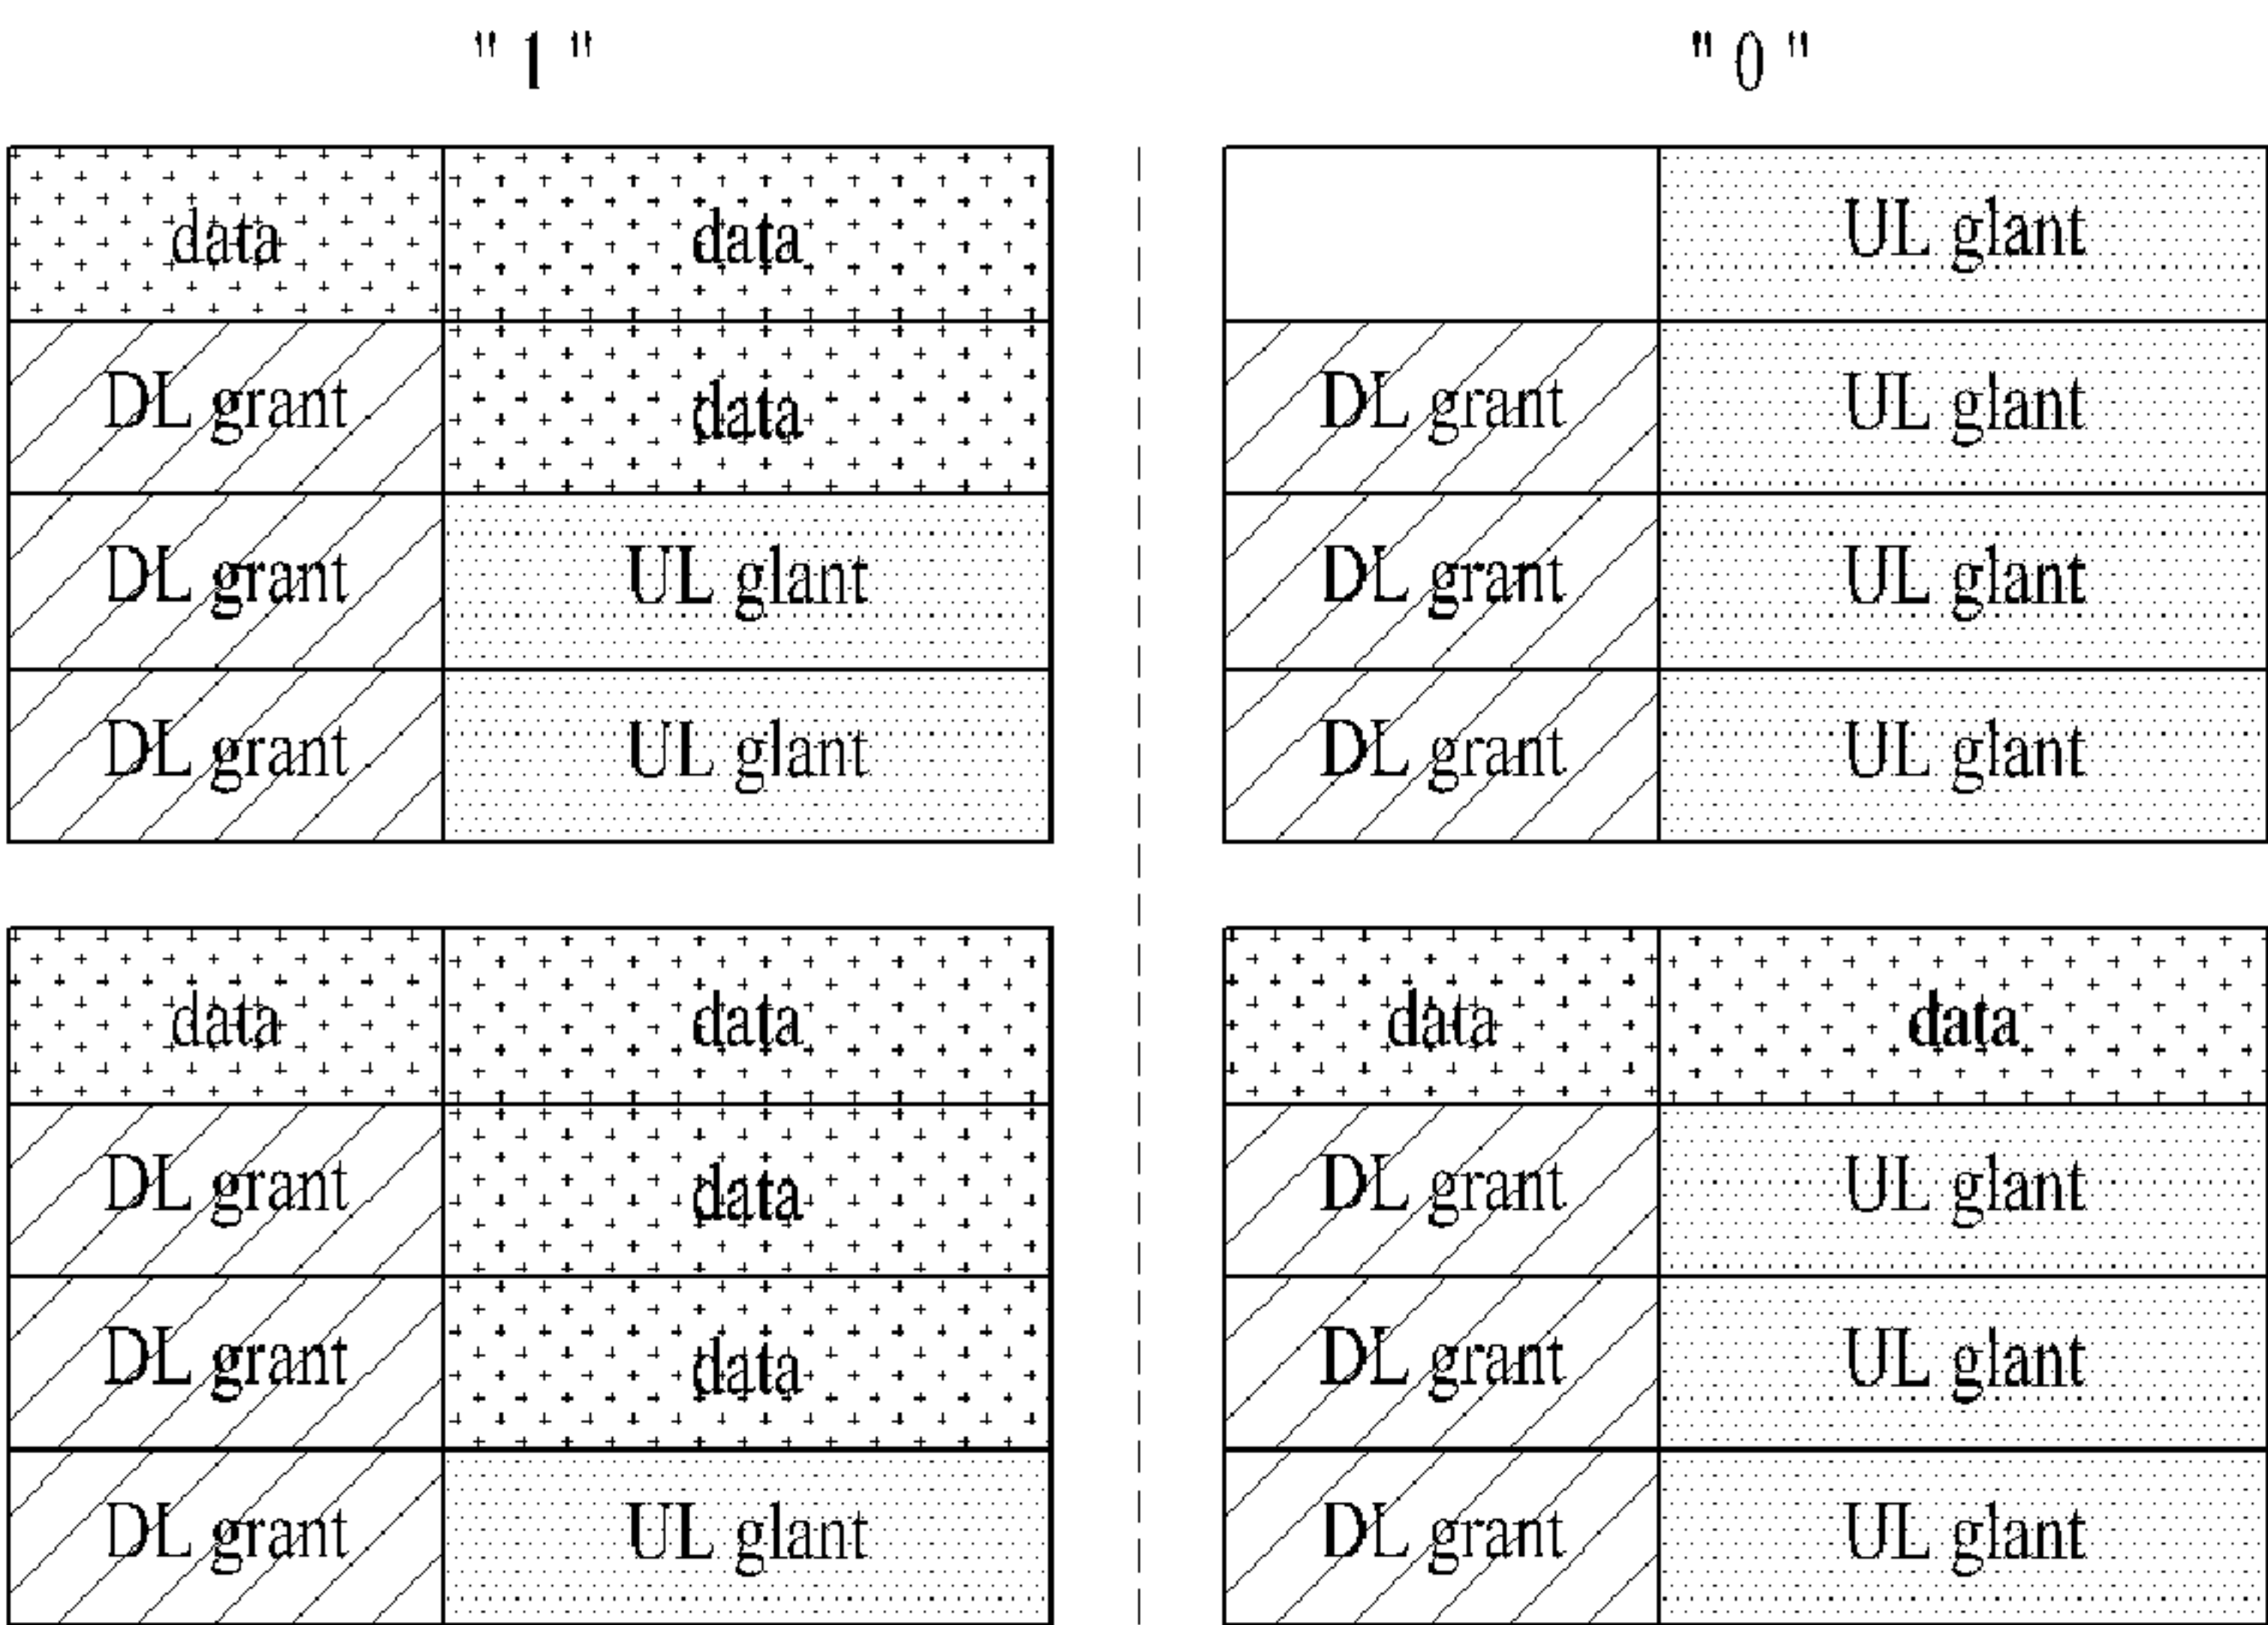 " 1 " " 0 "
data data UL glant
DL grant data DL grant UL glant
DL grant UL glant DL grant UL glant
DL grant UL glant DL grant UL glant
data data data data
DL grant data DL grant UL glant
DL grant data DL grant UL glant
DL grant UL glant DL grant UL glant